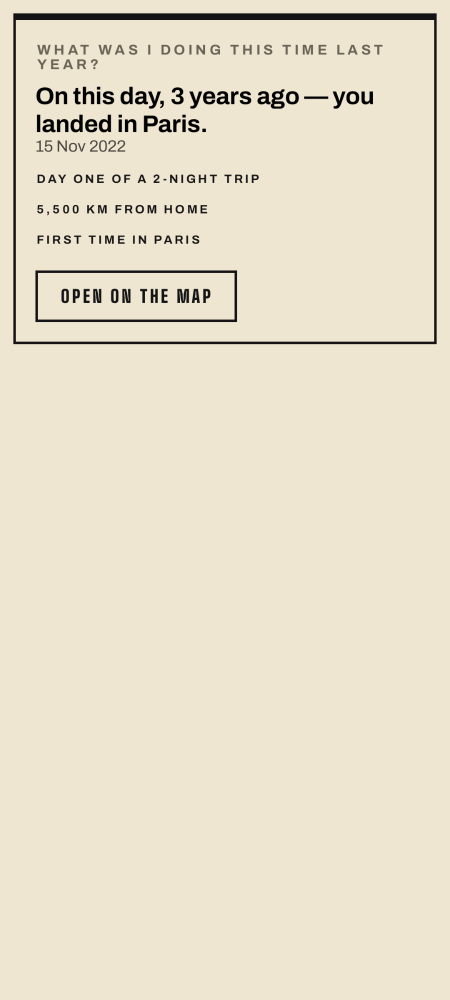 WHAT WAS I DOING THIS TIME LAST
YEAR?
On this day, 3 years ago — you
landed in Paris.
15 Nov 2022
DAY ONE OF A 2-NIGHT TRIP
5,500 KM FROM HOME
FIRST TIME IN PARIS
OPEN ON THE MAP